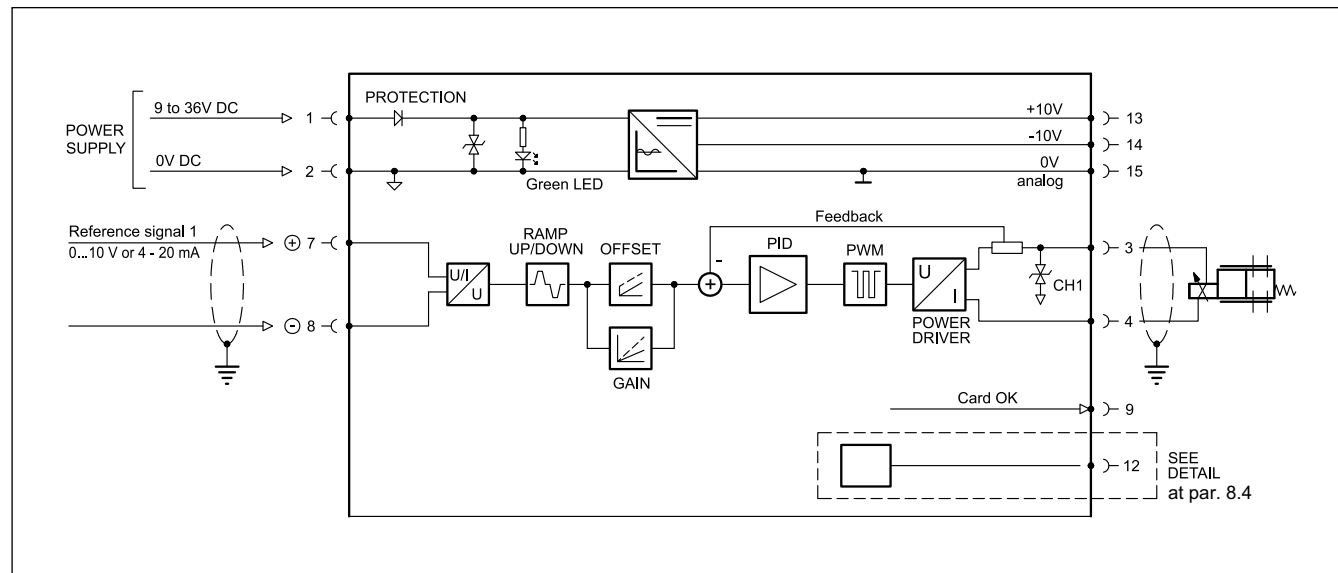 POWER
SUPPLY
9 to 36V DC
1
0V DC
2
PROTECTION
Green LED
+10V
13
-10V
14
0V
analog
15
Reference signal 1
0...10 V or 4 - 20 mA
+ 7
- 8
U/I
U
RAMP
UP/DOWN
OFFSET
GAIN
Feedback
-
+
PID
PWM
U
I
POWER
DRIVER
CH1
3
4
Card OK
9
12
SEE
DETAIL
at par. 8.4